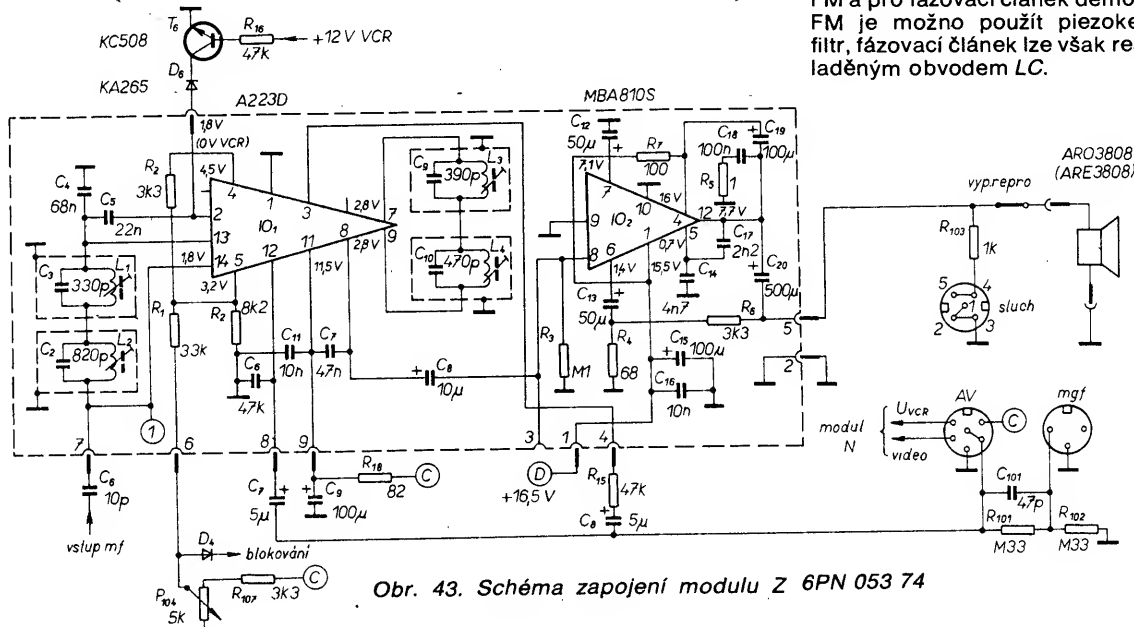 FM a pro fázovací článek demo
FM je možno použít piezoke
filtr, fázovací článek lze však re
laděným obvodem LC.
T6
KC508
R16
47k
+12V VCR
D6
KA265
1,8V
(0V VCR)
A223D
MBA810S
C4
68n
C5
22n
R2
3k3
4,5V
4
1
3
2,8V
7
9
8
2,8V
2
13
14
1,8V
5
3,2V
12
11
11,5V
IO1
C3
330p
L1
C2
820p
L2
R1
33k
R2
8k2
C6
47k
C11
10n
C7
47n
C9
390p
L3
C10
470p
L4
C8
10µ
C12
50µ
7,1V
R7
100
C18
100n
C19
100µ
R5
1
7,7V
16V
7
10
4
5
12
9
8
6
1
IO2
0,7V
1,4V
15,5V
C17
2n2
C14
4n7
C20
500µ
C13
50µ
R6
3k3
R3
M1
R4
68
C15
100µ
C16
10n
5
2
ARO3808
(ARE3808)
vyp.repro
R103
1k
5
4
1
2
3
sluch
modul
N
UVCR
video
AV
C
mgf
C101
47p
R101
M33
R102
M33
1
7
6
8
9
3
1
4
C6
10p
vstup mf
D4
blokování
P104
5k
R107
3k3
C
C7
5µ
C9
100µ
R18
82
C
D
+16,5V
R15
47k
C8
5µ
Obr. 43. Schéma zapojení modulu Z 6PN 053 74